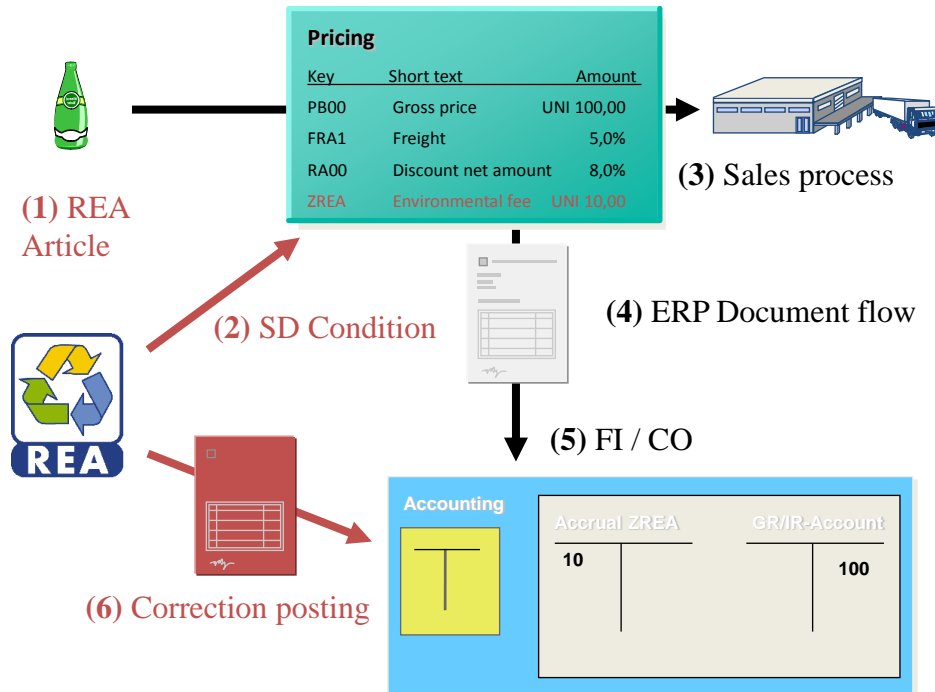 Pricing
Key Short text Amount
PB00 Gross price UNI 100,00
FRA1 Freight 5,0%
RA00 Discount net amount 8,0%
ZREA Environmental fee UNI 10,00
(1) REA
Article
(3) Sales process
(2) SD Condition
(4) ERP Document flow
REA
(5) FI / CO
Accounting
Accrual ZREA GR/IR-Account
10
100
(6) Correction posting